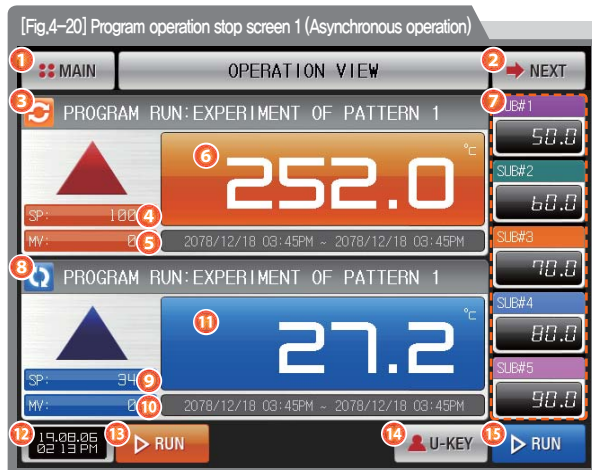 [Fig.4-20] Program operation stop screen 1 (Asynchronous operation)
1 MAIN OPERATION VIEW 2 NEXT
3 PROGRAM RUN:EXPERIMENT OF PATTERN 1 7
SUB#1
50.0
6 252.0 °C
SUB#2
60.0
SP: 100 4
MV: 0 5 2078/12/18 03:45PM ~ 2078/12/18 03:45PM
SUB#3
70.0
8 PROGRAM RUN:EXPERIMENT OF PATTERN 1
11 27.2 °C
SUB#4
80.0
SP: 34 9
MV: 0 10 2078/12/18 03:45PM ~ 2078/12/18 03:45PM
SUB#5
90.0
12 19.08.06
02 13 PM
13 RUN 14 U-KEY 15 RUN